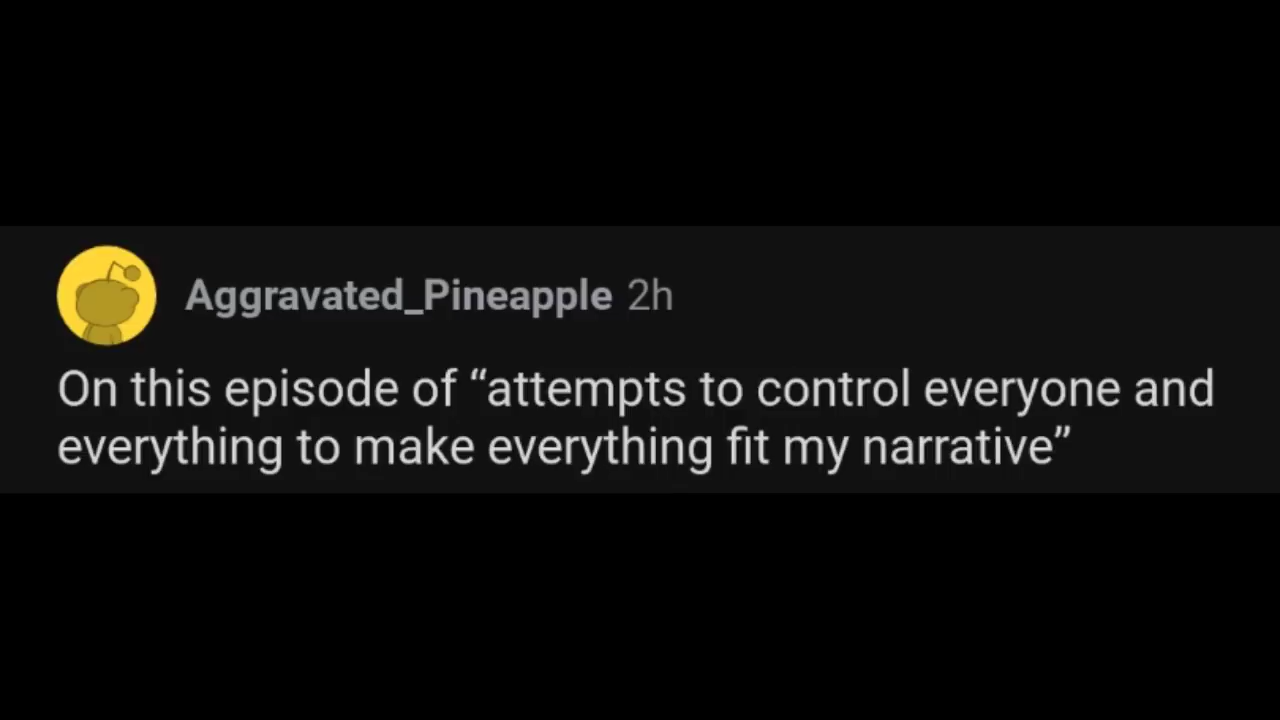 Aggravated_Pineapple 2h
On this episode of “attempts to control everyone and
everything to make everything fit my narrative”